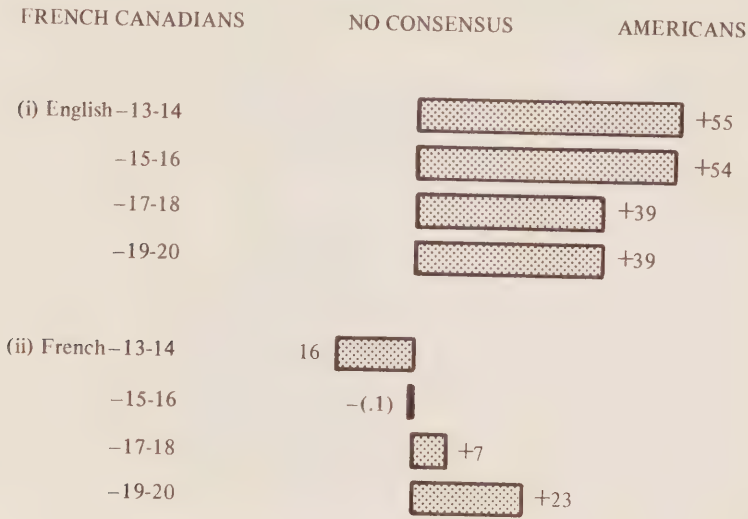 FRENCH CANADIANS NO CONSENSUS AMERICANS
(i) English–13-14 +55
–15-16 +54
–17-18 +39
–19-20 +39
(ii) French–13-14 16
–15-16 –(.1)
–17-18 +7
–19-20 +23